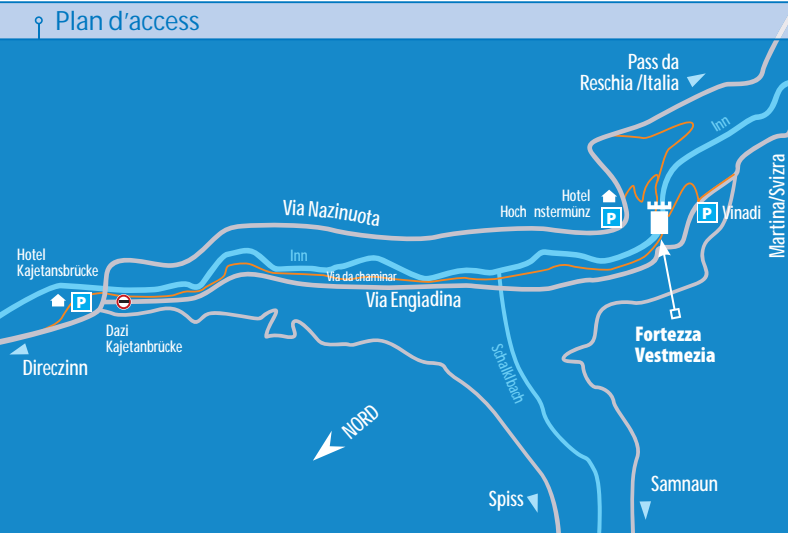 Plan d'access
Pass da
Reschia /Italia
Inn
Martina/Svizra
Hotel
Hoch nstermünz
P
P
Vinadi
Via Nazinuota
Hotel
Kajetansbrücke
Inn
Via da chaminar
Via Engiadina
P
Dazi
Kajetanbrücke
Fortezza
Vestmezia
Direczinn
Schalklbach
NORD
Spiss
Samnaun